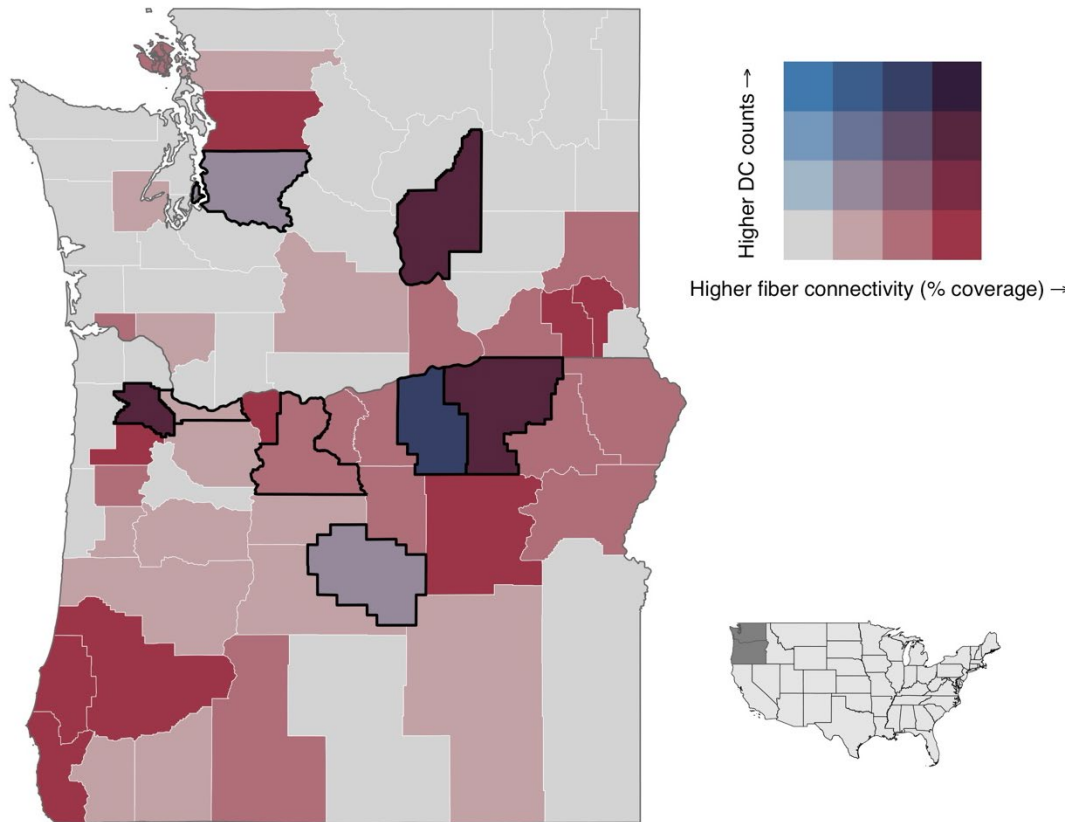 Higher DC counts →
Higher fiber connectivity (% coverage) →